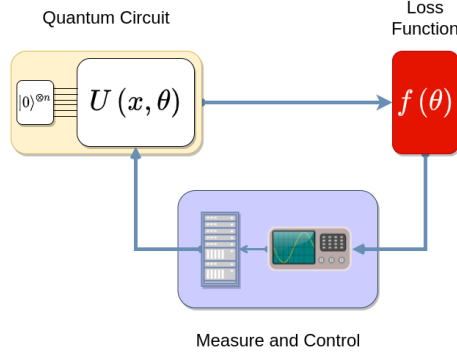 Quantum Circuit
Loss
Function
|0⟩⊗n
U (x, θ)
f (θ)
Measure and Control